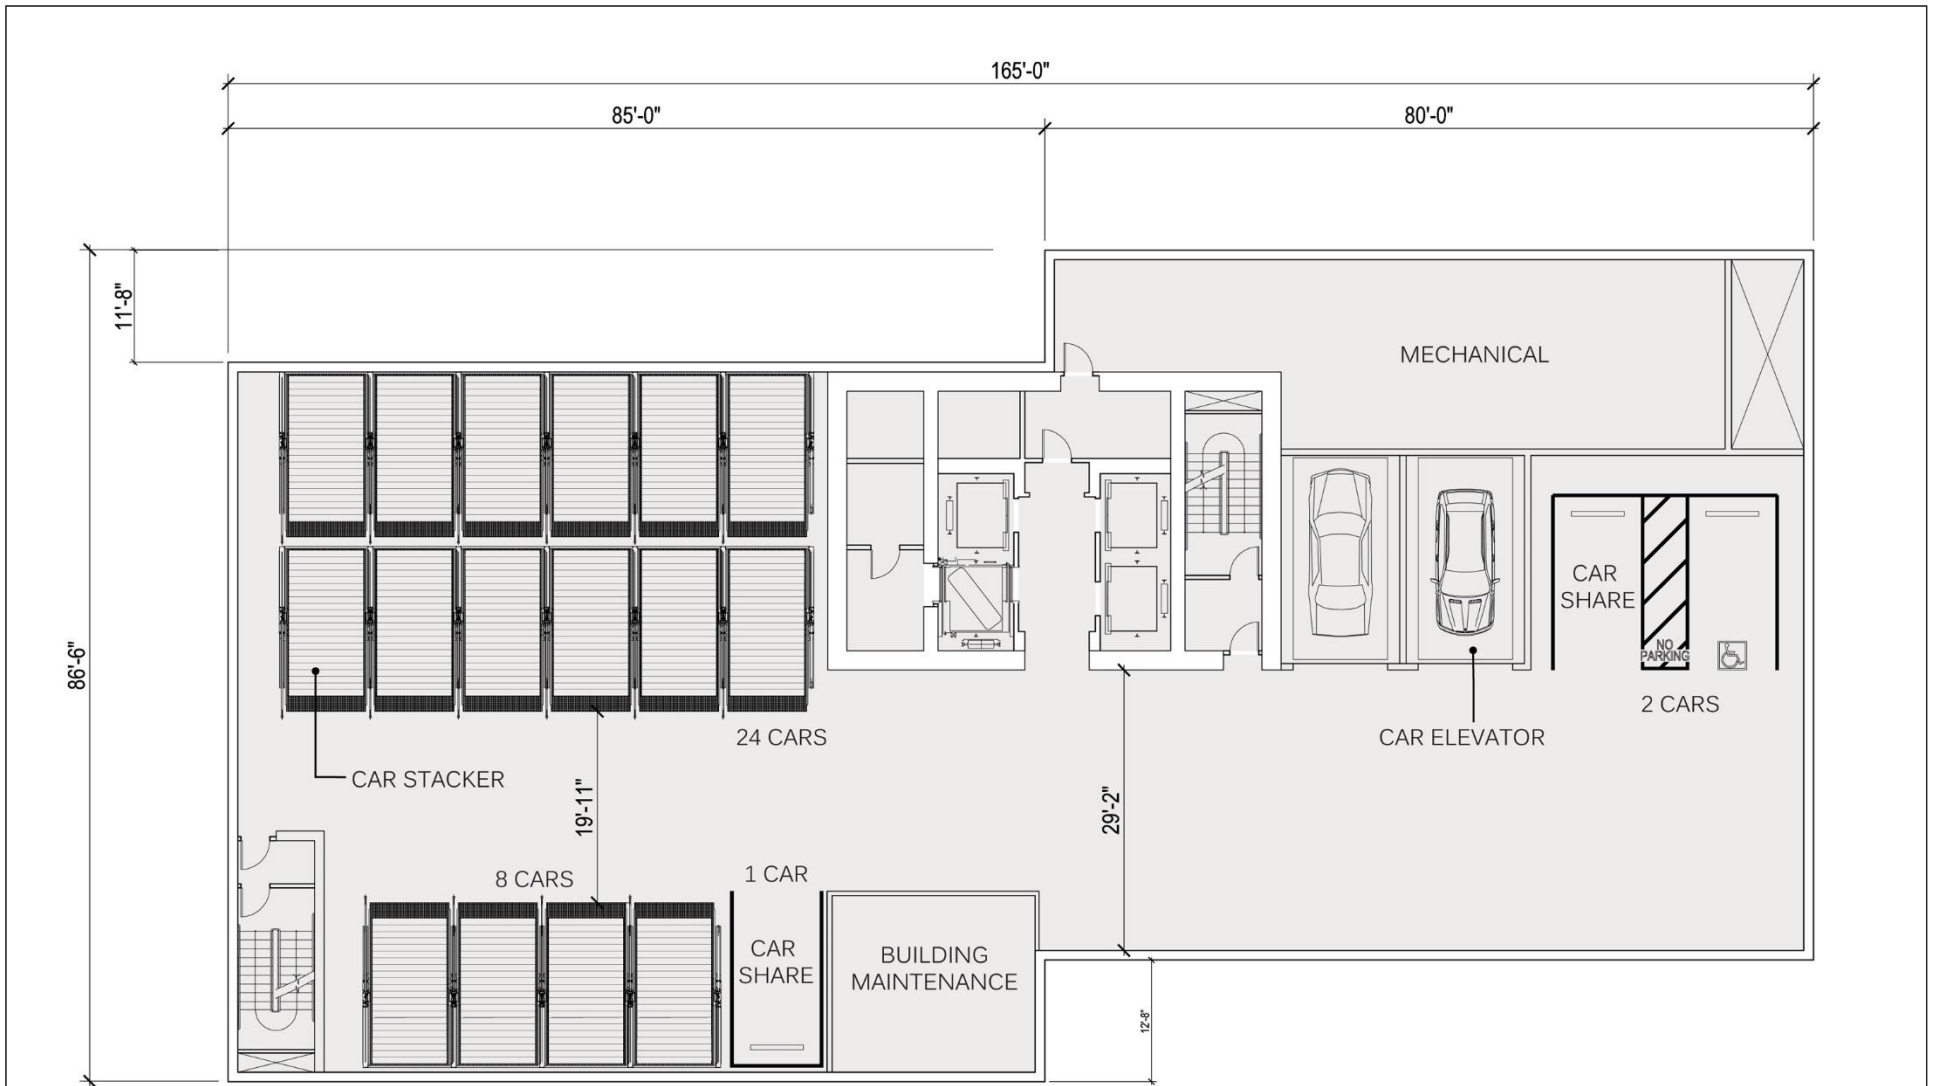 165'-0"
85'-0"
80'-0"
11'-8"
86'-6"
MECHANICAL
CAR
SHARE
NO
PARKING
2 CARS
24 CARS
CAR ELEVATOR
CAR STACKER
19'-11"
29'-2"
8 CARS
1 CAR
CAR
SHARE
BUILDING
MAINTENANCE
12'-8"